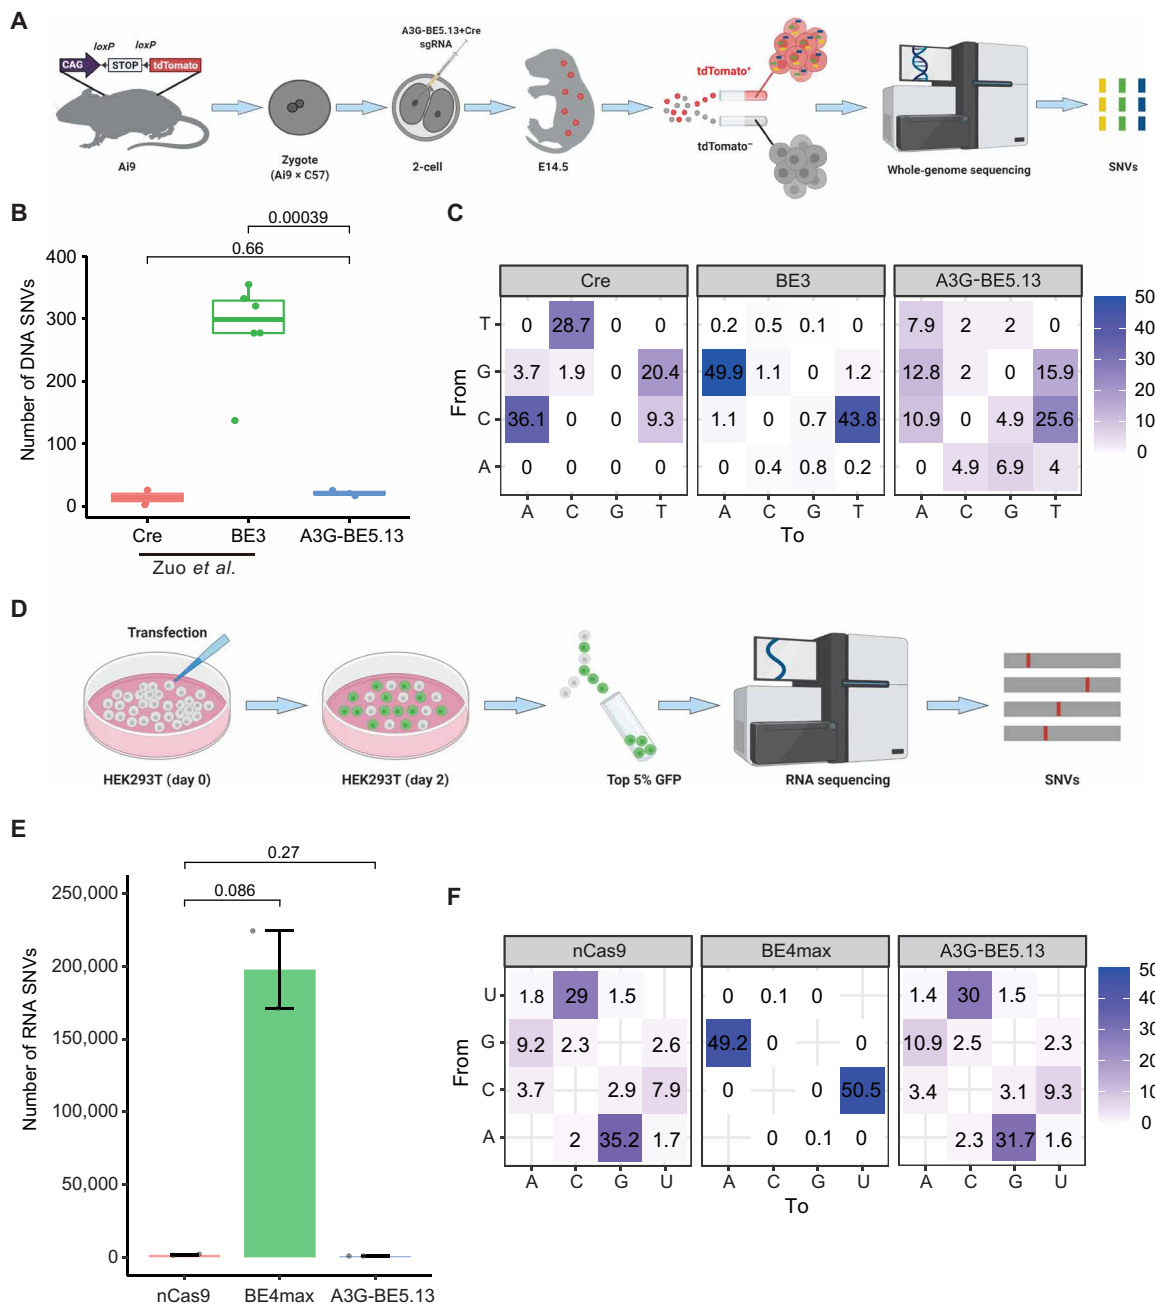 A
loxP loxP
CAG STOP tdTomato
Ai9
Zygote
(Ai9 × C57)
A3G-BE5.13+Cre
sgRNA
2-cell
E14.5
tdTomato⁺
tdTomato⁻
Whole-genome sequencing
SNVs
B
0.00039
0.66
Number of DNA SNVs
400
300
200
100
0
Cre BE3 A3G-BE5.13
Zuo et al.
C
Cre BE3 A3G-BE5.13
From
T 0 28.7 0 0 0.2 0.5 0.1 0 7.9 2 2 0
G 3.7 1.9 0 20.4 49.9 1.1 0 1.2 12.8 2 0 15.9
C 36.1 0 0 9.3 1.1 0 0.7 43.8 10.9 0 4.9 25.6
A 0 0 0 0 0 0.4 0.8 0.2 0 4.9 6.9 4
A C G T A C G T A C G T
To
50
40
30
20
10
0
D
Transfection
HEK293T (day 0)
HEK293T (day 2)
Top 5% GFP
RNA sequencing
SNVs
E
0.27
0.086
Number of RNA SNVs
250,000
200,000
150,000
100,000
50,000
0
nCas9 BE4max A3G-BE5.13
F
nCas9 BE4max A3G-BE5.13
From
U 1.8 29 1.5 0 0.1 0 1.4 30 1.5
G 9.2 2.3 2.6 49.2 0 0 10.9 2.5 2.3
C 3.7 2.9 7.9 0 0 50.5 3.4 3.1 9.3
A 2 35.2 1.7 0 0.1 0 2.3 31.7 1.6
A C G U A C G U A C G U
To
50
40
30
20
10
0